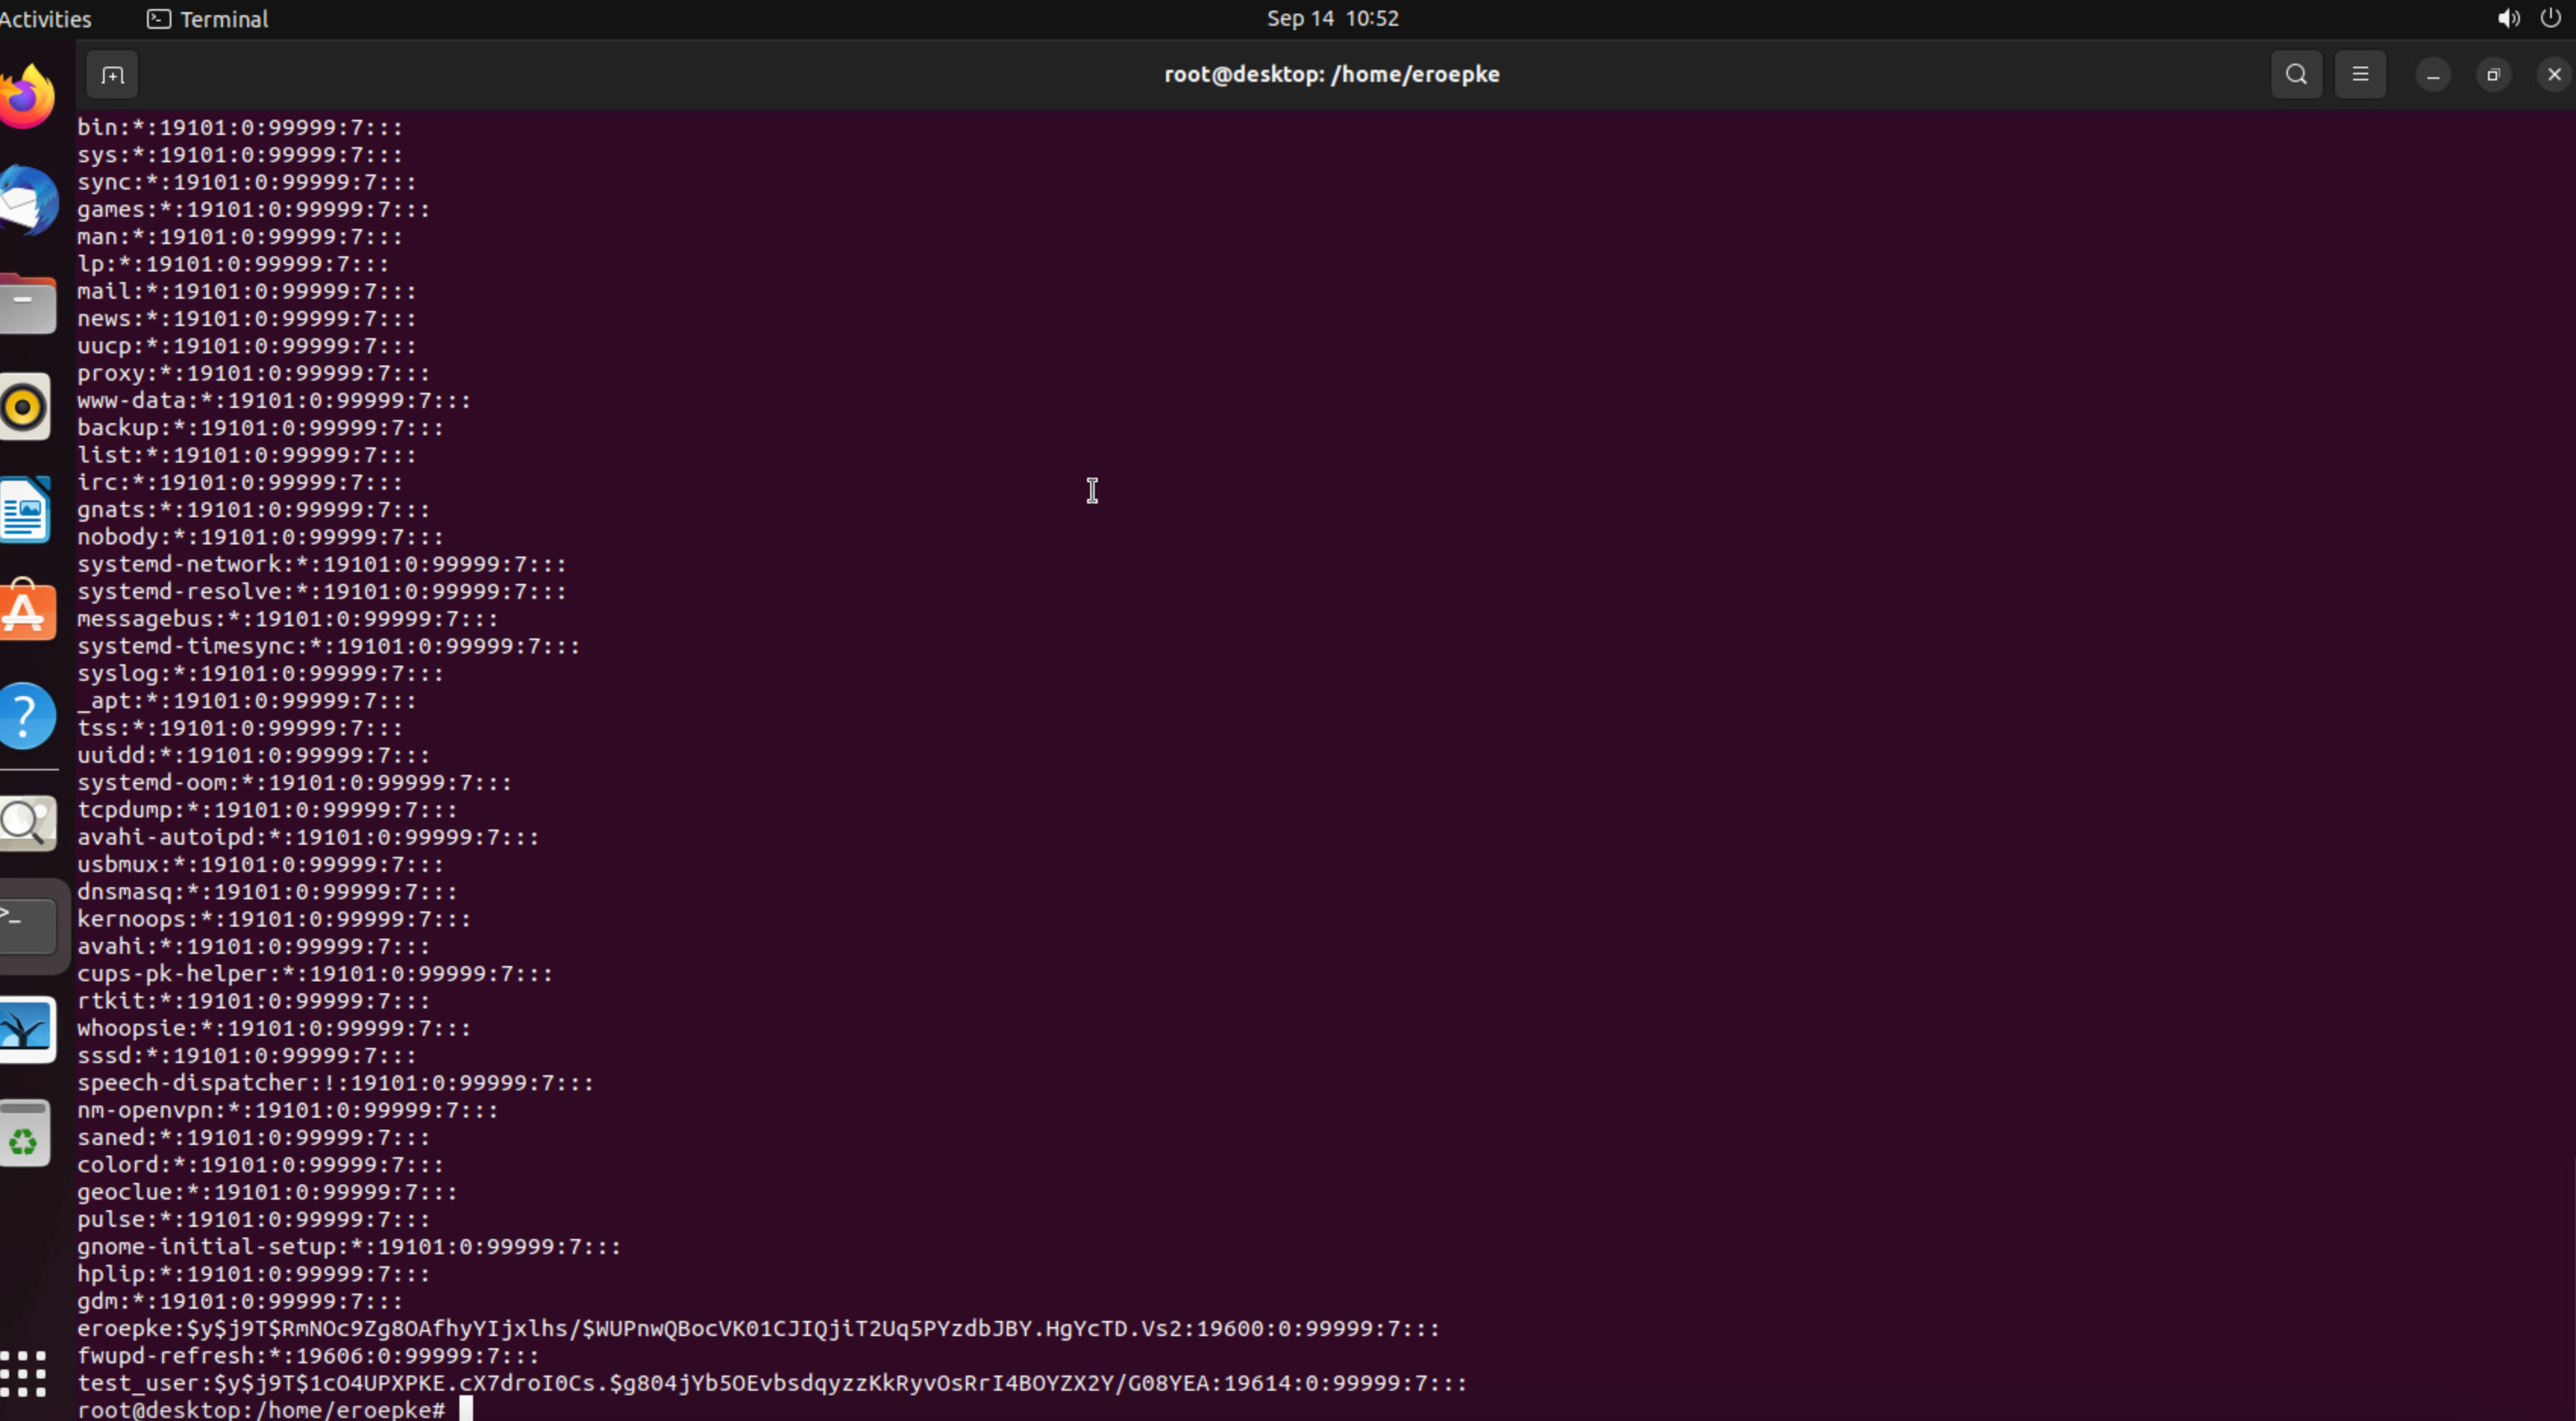 Activities
Terminal
Sep 14 10:52
root@desktop: /home/eroepke
bin:*:19101:0:99999:7:::
sys:*:19101:0:99999:7:::
sync:*:19101:0:99999:7:::
games:*:19101:0:99999:7:::
man:*:19101:0:99999:7:::
lp:*:19101:0:99999:7:::
mail:*:19101:0:99999:7:::
news:*:19101:0:99999:7:::
uucp:*:19101:0:99999:7:::
proxy:*:19101:0:99999:7:::
www-data:*:19101:0:99999:7:::
backup:*:19101:0:99999:7:::
list:*:19101:0:99999:7:::
irc:*:19101:0:99999:7:::
gnats:*:19101:0:99999:7:::
nobody:*:19101:0:99999:7:::
systemd-network:*:19101:0:99999:7:::
systemd-resolve:*:19101:0:99999:7:::
messagebus:*:19101:0:99999:7:::
systemd-timesync:*:19101:0:99999:7:::
syslog:*:19101:0:99999:7:::
_apt:*:19101:0:99999:7:::
tss:*:19101:0:99999:7:::
uuidd:*:19101:0:99999:7:::
systemd-oom:*:19101:0:99999:7:::
tcpdump:*:19101:0:99999:7:::
avahi-autoipd:*:19101:0:99999:7:::
usbmux:*:19101:0:99999:7:::
dnsmasq:*:19101:0:99999:7:::
kernoops:*:19101:0:99999:7:::
avahi:*:19101:0:99999:7:::
cups-pk-helper:*:19101:0:99999:7:::
rtkit:*:19101:0:99999:7:::
whoopsie:*:19101:0:99999:7:::
sssd:*:19101:0:99999:7:::
speech-dispatcher:!:19101:0:99999:7:::
nm-openvpn:*:19101:0:99999:7:::
saned:*:19101:0:99999:7:::
colord:*:19101:0:99999:7:::
geoclue:*:19101:0:99999:7:::
pulse:*:19101:0:99999:7:::
gnome-initial-setup:*:19101:0:99999:7:::
hplip:*:19101:0:99999:7:::
gdm:*:19101:0:99999:7:::
eroepke:$y$j9T$RmNOc9Zg8OAfhyYIjxlhs/$WUPnwQBocVK01CJIQjiT2Uq5PYzdbJBY.HgYcTD.Vs2:19600:0:99999:7:::
fwupd-refresh:*:19606:0:99999:7:::
test_user:$y$j9T$1cO4UPXPKE.cX7droI0Cs.$g804jYb5OEvbsdqyzzKkRyvOsRrI4BOYZX2Y/G08YEA:19614:0:99999:7:::
root@desktop:/home/eroepke#